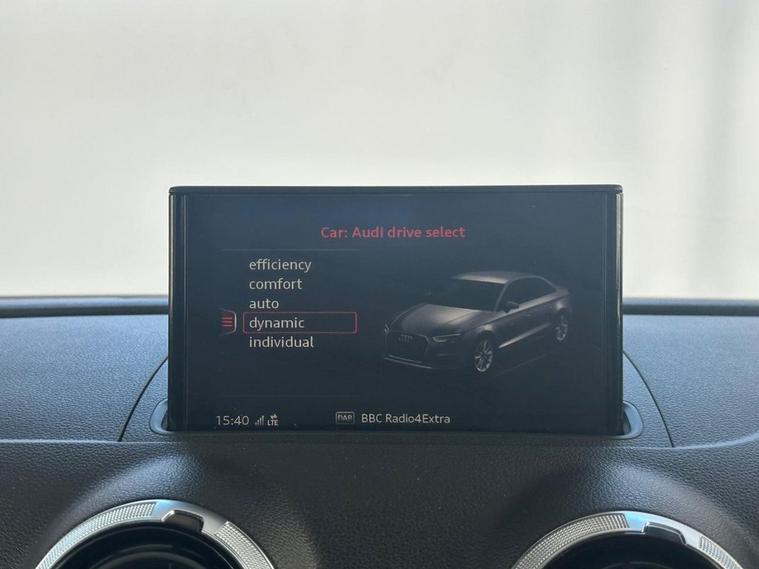 Car: Audi drive select
efficiency
comfort
auto
dynamic
individual
15:40 LTE DAB BBC Radio4Extra